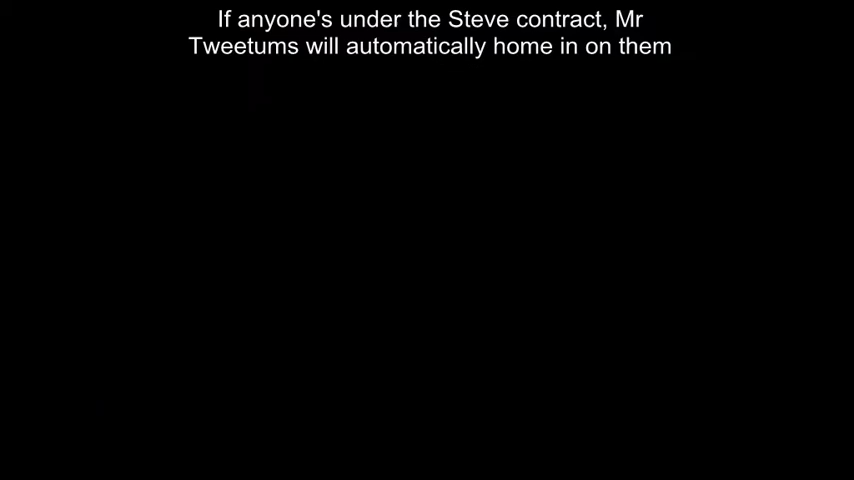 If anyone's under the Steve contract, Mr
Tweetums will automatically home in on them